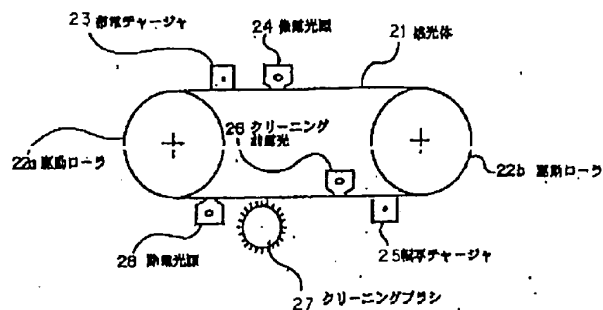 23 帯電チャージャ
24 像露光源
21 感光体
26 クリーニング
前露光
22a 駆動ローラ
22b 駆動ローラ
28 除電光源
25 転写チャージャ
27 クリーニングブラシ